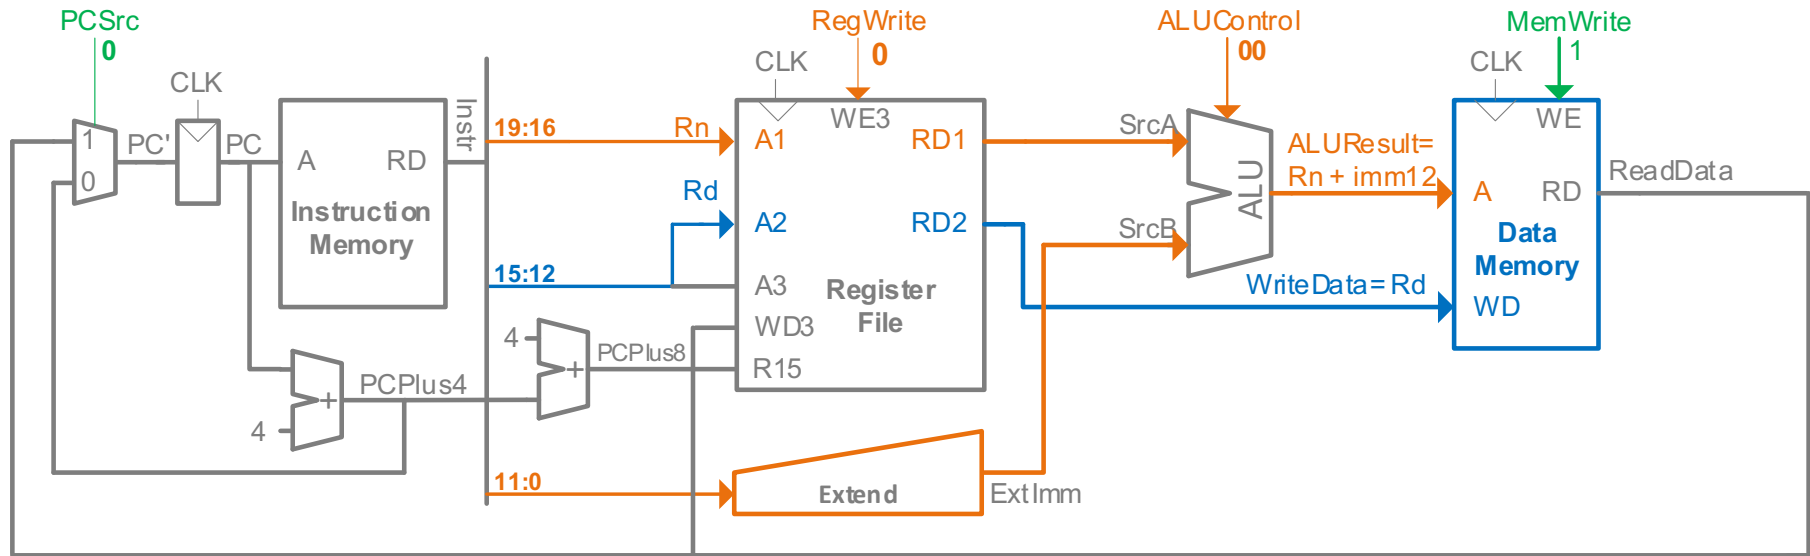 PCSrc
0
RegWrite
0
ALUControl
00
MemWrite
1
CLK
CLK
CLK
Instr
19:16
Rn
A1
WE3
RD1
SrcA
ALUResult=
Rn + imm12
WE
1
PC'
PC
A
RD
0
Instruction
Memory
Rd
A2
RD2
SrcB
ALU
A
RD
ReadData
Data
Memory
15:12
A3
Register
File
WriteData= Rd
WD
WD3
4
+
PCPlus8
R15
PCPlus4
+
4
11:0
Extend
ExtImm